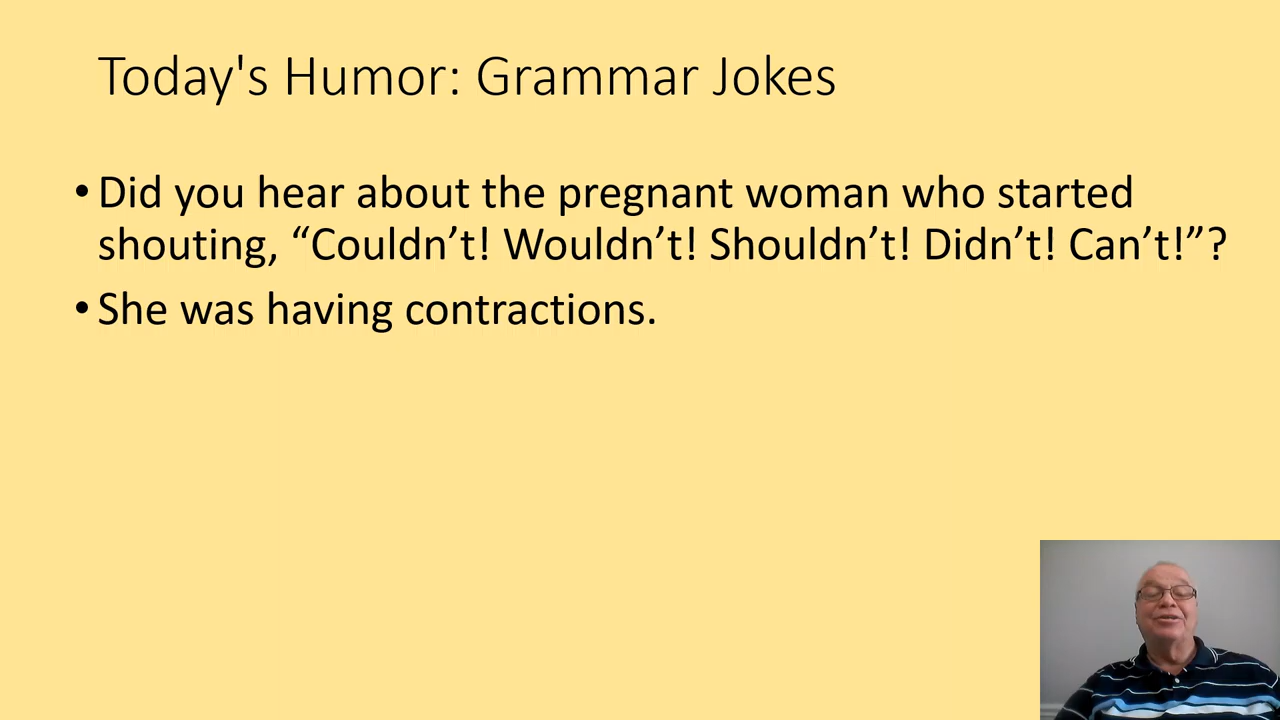 Today's Humor: Grammar Jokes
• Did you hear about the pregnant woman who started
shouting, “Couldn’t! Wouldn’t! Shouldn’t! Didn’t! Can’t!”?
• She was having contractions.